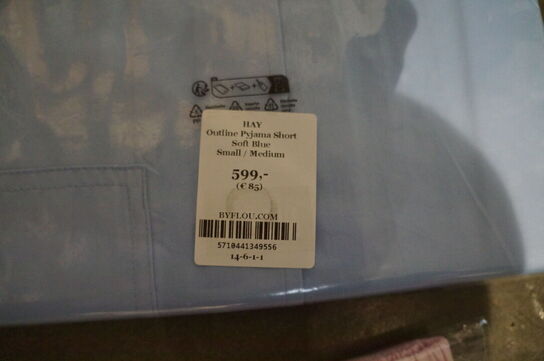 HAY
Outline Pyjama Short
Soft Blue
Small / Medium
599,-
(€ 85)
BYFLOU.COM
5710441349556
14-6-1-1